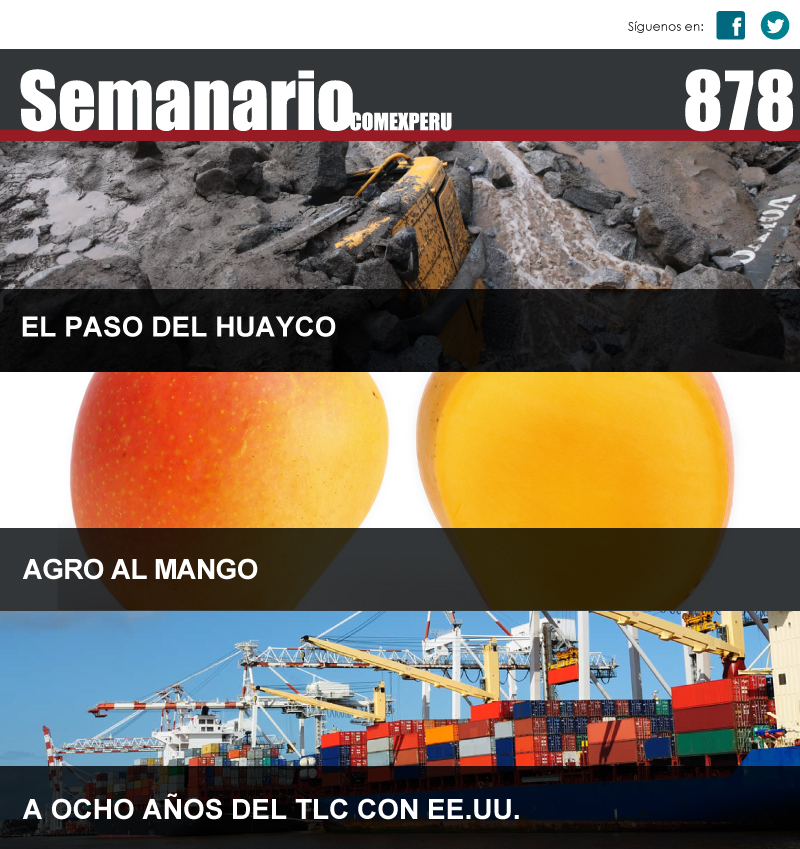 Síguenos en:
Semanario COMEXPERU
878
EL PASO DEL HUAYCO
AGRO AL MANGO
A OCHO AÑOS DEL TLC CON EE.UU.